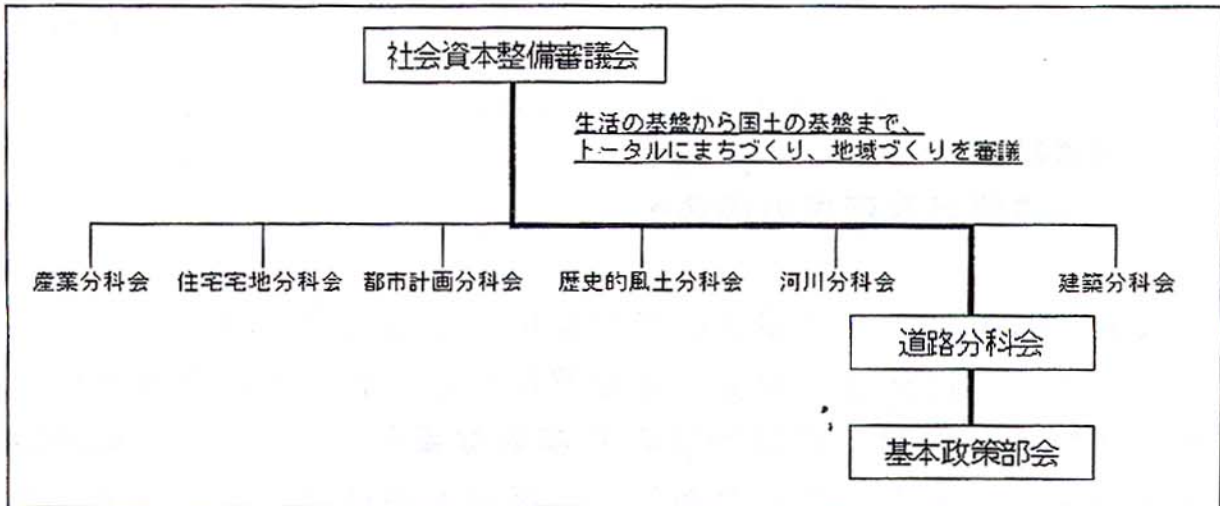 社会資本整備審議会
生活の基盤から国土の基盤まで、
トータルにまちづくり、地域づくりを審議
産業分科会
住宅宅地分科会
都市計画分科会
歴史的風土分科会
河川分科会
建築分科会
道路分科会
基本政策部会